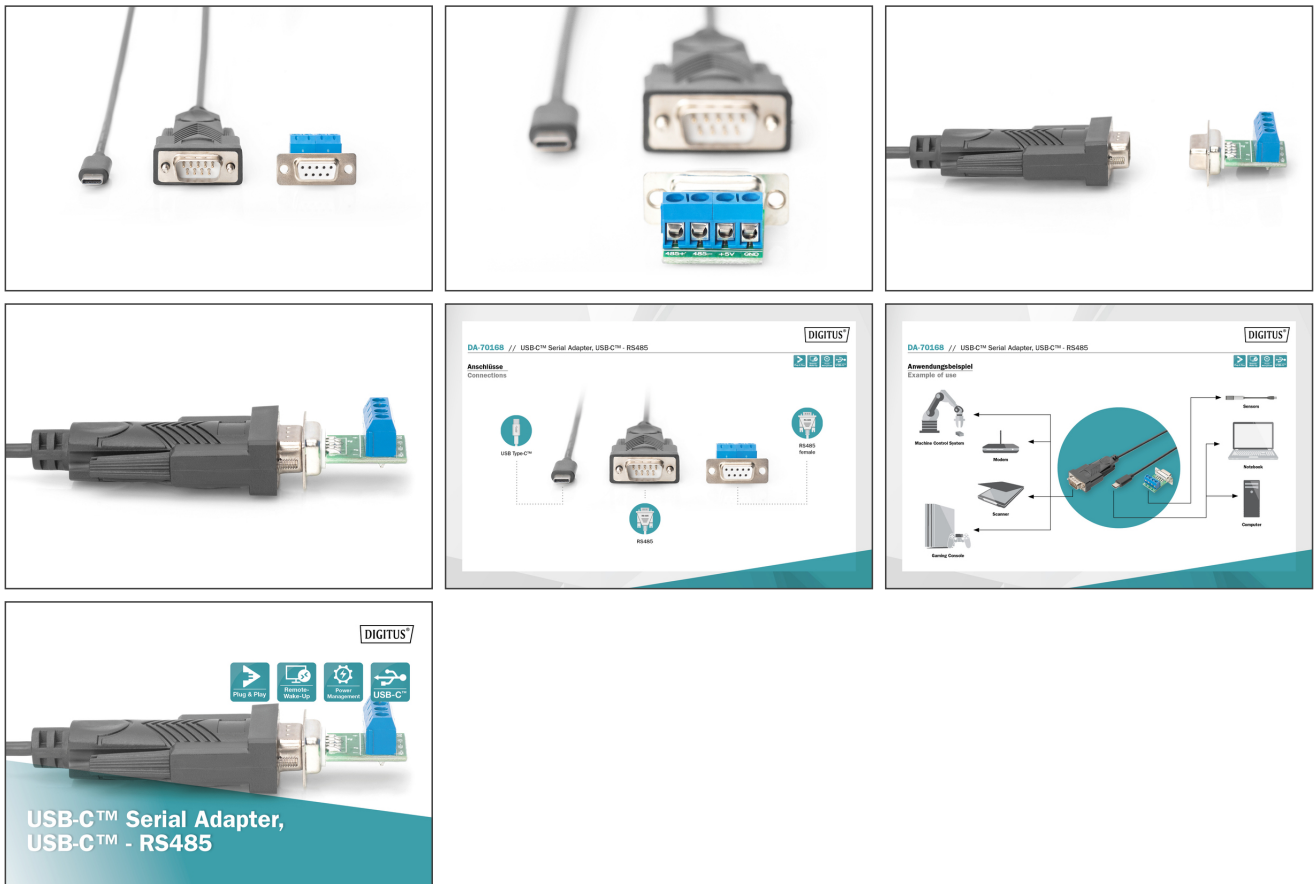 485+ 485- +5V GND
DIGITUS®
DA-70168 // USB-C™ Serial Adapter, USB-C™ - RS485
Anschlüsse
Connections
USB Type-C™
RS485
female
RS485
DIGITUS®
DA-70168 // USB-C™ Serial Adapter, USB-C™ - RS485
Anwendungsbeispiel
Example of use
Machine Control System
Modem
Scanner
Gaming Console
Sensors
Notebook
Computer
DIGITUS®
Plug & Play
Remote-
Wake-Up
Power
Management
USB-C™
USB-C™ Serial Adapter,
USB-C™ - RS485